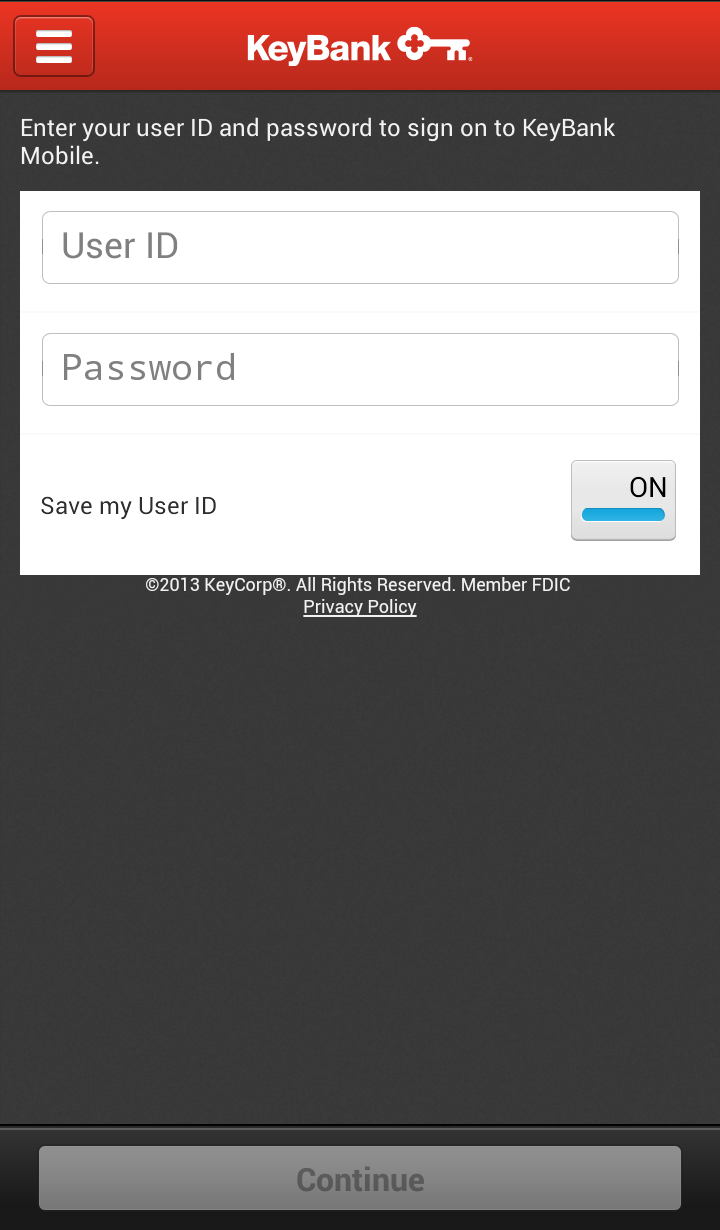 KeyBank
Enter your user ID and password to sign on to KeyBank
Mobile.
User ID
Password
ON
Save my User ID
©2013 KeyCorp®. All Rights Reserved. Member FDIC
Privacy Policy
Continue